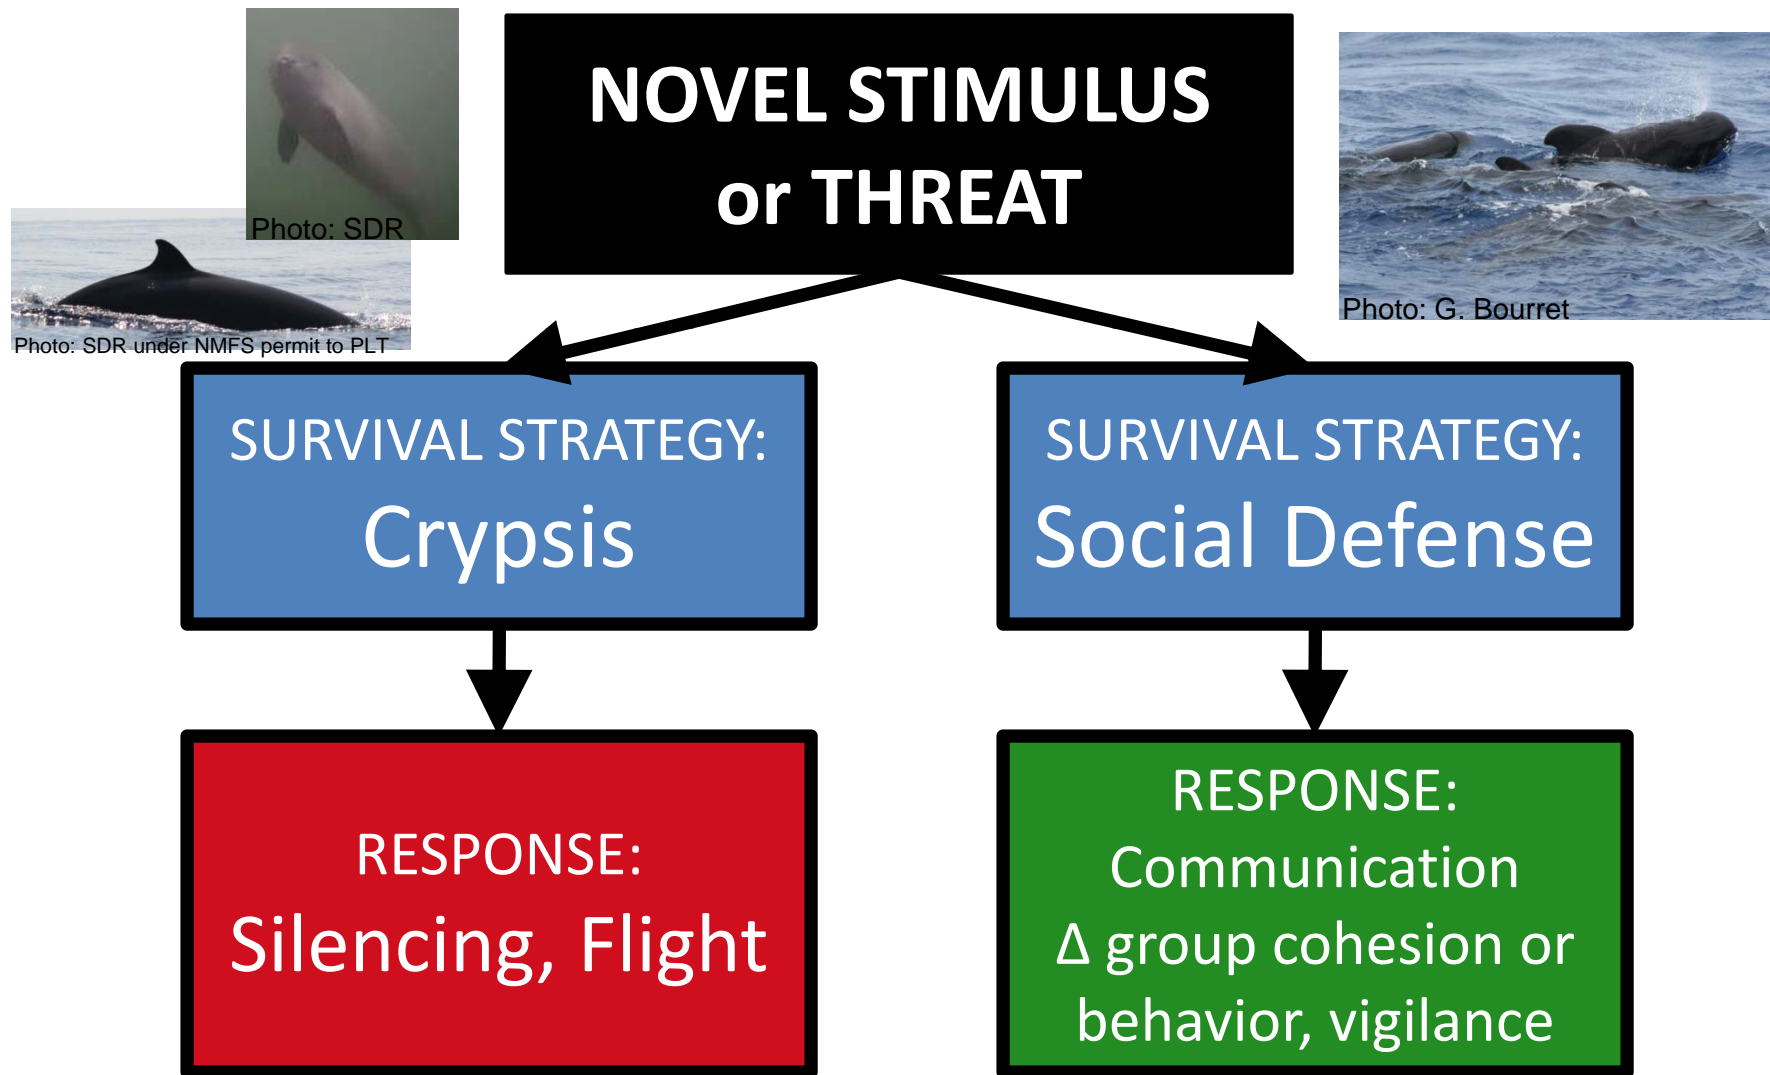 NOVEL STIMULUS
or THREAT
Photo: SDR
Photo: SDR under NMFS permit to PLT
Photo: G. Bourret
SURVIVAL STRATEGY:
Crypsis
SURVIVAL STRATEGY:
Social Defense
RESPONSE:
Silencing, Flight
RESPONSE:
Communication
Δ group cohesion or
behavior, vigilance